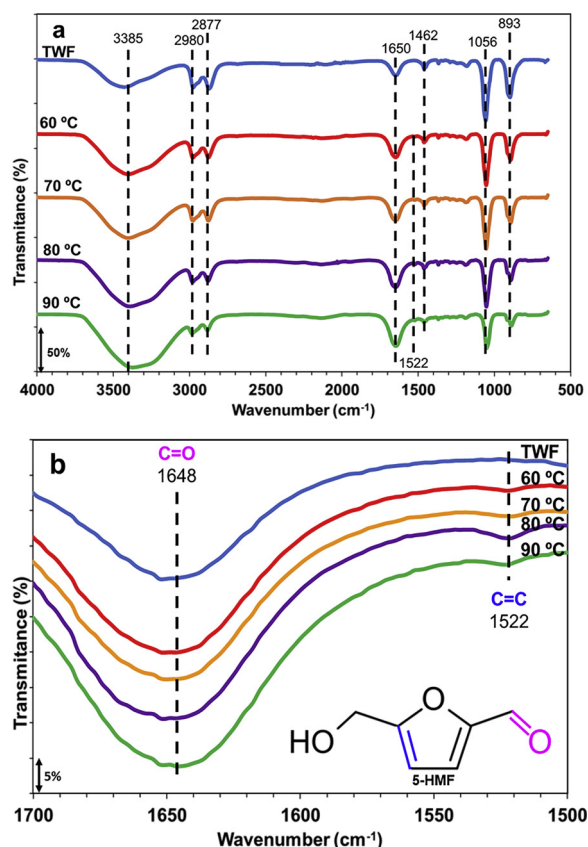 a
3385
2980
2877
1650
1462
1056
893
TWF
60 ºC
70 ºC
80 ºC
90 ºC
50%
1522
Transmitance (%)
4000 3500 3000 2500 2000 1500 1000 500
Wavenumber (cm-1)
b
C=O
1648
TWF
60 ºC
70 ºC
80 ºC
90 ºC
C=C
1522
Transmitance (%)
HO
O
O
5-HMF
5%
1700 1650 1600 1550 1500
Wavenumber (cm-1)